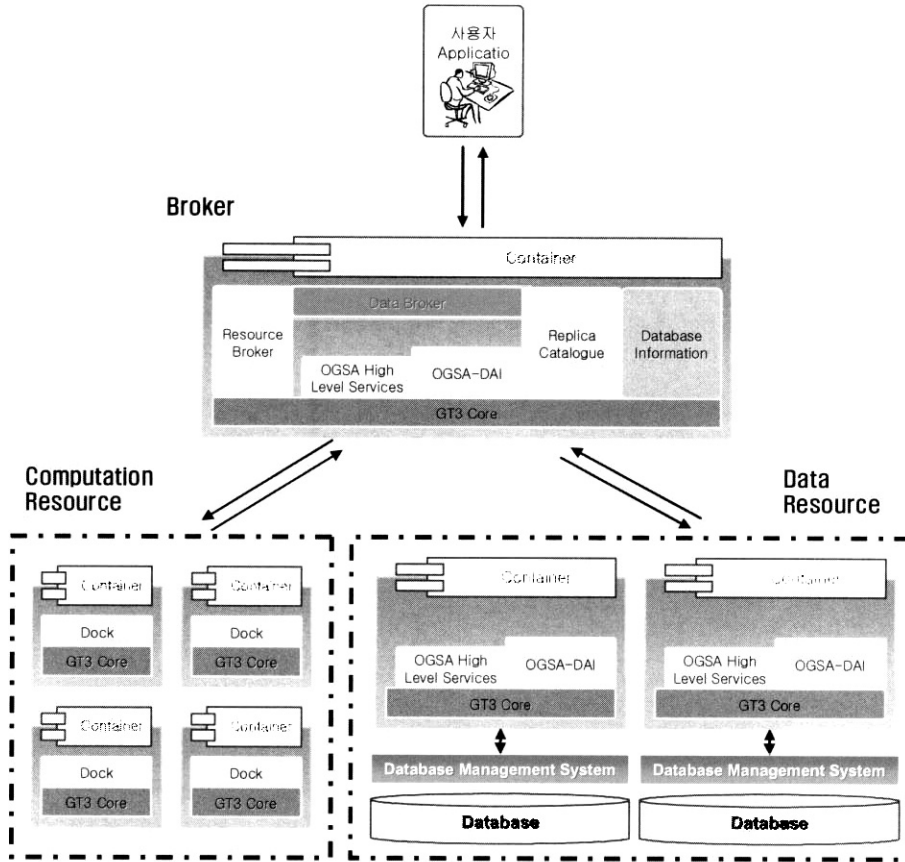 사용자
Applicatio
Broker
Container
Data Broker
Resource
Broker
Replica
Catalogue
Database
Information
OGSA High
Level Services
OGSA-DAI
GT3 Core
Computation
Resource
Data
Resource
Container
Dock
GT3 Core
Container
Dock
GT3 Core
Container
Dock
GT3 Core
Container
Dock
GT3 Core
Container
OGSA High
Level Services
OGSA-DAI
GT3 Core
Database Management System
Database
Container
OGSA High
Level Services
OGSA-DAI
GT3 Core
Database Management System
Database